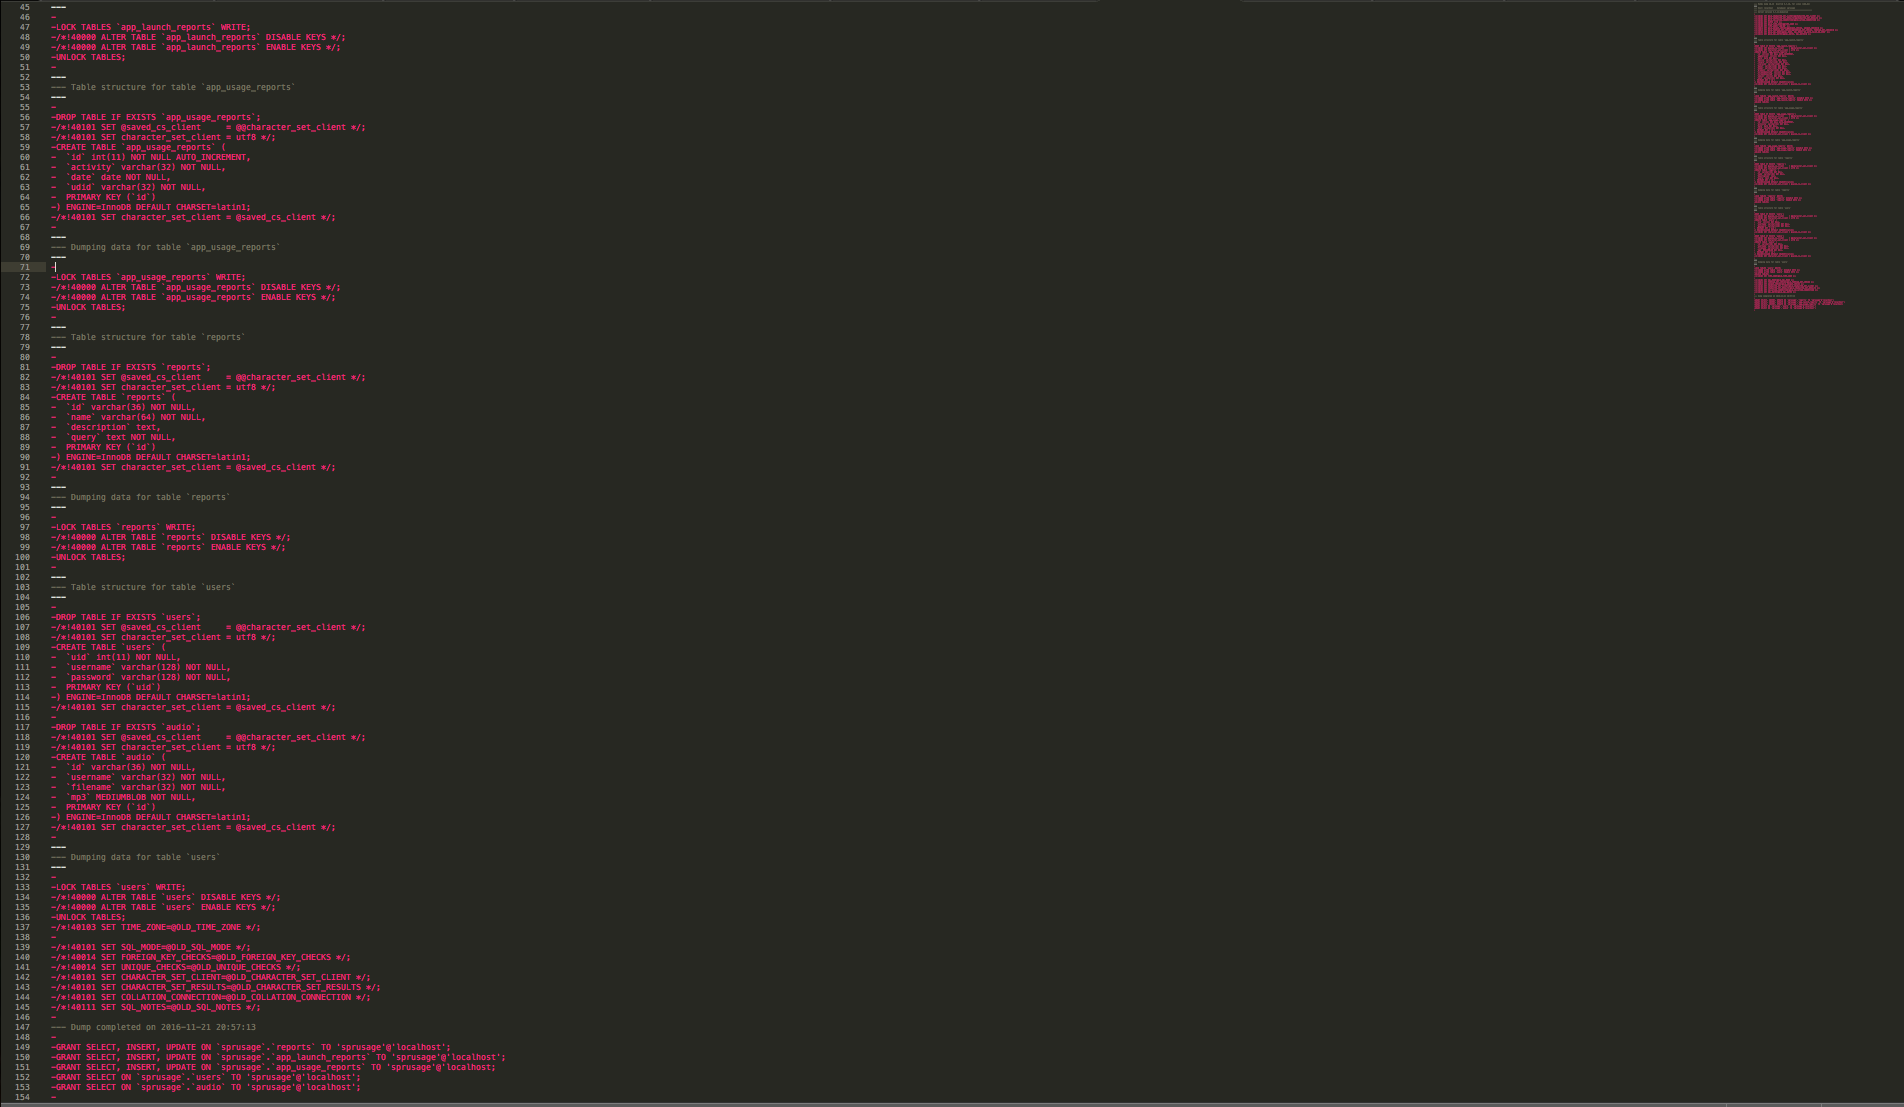 45 ---
46 -
47 -LOCK TABLES `app_launch_reports` WRITE;
48 -/*!40000 ALTER TABLE `app_launch_reports` DISABLE KEYS */;
49 -/*!40000 ALTER TABLE `app_launch_reports` ENABLE KEYS */;
50 -UNLOCK TABLES;
51 -
52 ---
53 --- Table structure for table `app_usage_reports`
54 ---
55 -
56 -DROP TABLE IF EXISTS `app_usage_reports`;
57 -/*!40101 SET @saved_cs_client     = @@character_set_client */;
58 -/*!40101 SET character_set_client = utf8 */;
59 -CREATE TABLE `app_usage_reports` (
60 -  `id` int(11) NOT NULL AUTO_INCREMENT,
61 -  `activity` varchar(32) NOT NULL,
62 -  `date` date NOT NULL,
63 -  `udid` varchar(32) NOT NULL,
64 -  PRIMARY KEY (`id`)
65 -) ENGINE=InnoDB DEFAULT CHARSET=latin1;
66 -/*!40101 SET character_set_client = @saved_cs_client */;
67 -
68 ---
69 --- Dumping data for table `app_usage_reports`
70 ---
71 -
72 -LOCK TABLES `app_usage_reports` WRITE;
73 -/*!40000 ALTER TABLE `app_usage_reports` DISABLE KEYS */;
74 -/*!40000 ALTER TABLE `app_usage_reports` ENABLE KEYS */;
75 -UNLOCK TABLES;
76 -
77 ---
78 --- Table structure for table `reports`
79 ---
80 -
81 -DROP TABLE IF EXISTS `reports`;
82 -/*!40101 SET @saved_cs_client     = @@character_set_client */;
83 -/*!40101 SET character_set_client = utf8 */;
84 -CREATE TABLE `reports` (
85 -  `id` varchar(36) NOT NULL,
86 -  `name` varchar(64) NOT NULL,
87 -  `description` text,
88 -  `query` text NOT NULL,
89 -  PRIMARY KEY (`id`)
90 -) ENGINE=InnoDB DEFAULT CHARSET=latin1;
91 -/*!40101 SET character_set_client = @saved_cs_client */;
92 -
93 ---
94 --- Dumping data for table `reports`
95 ---
96 -
97 -LOCK TABLES `reports` WRITE;
98 -/*!40000 ALTER TABLE `reports` DISABLE KEYS */;
99 -/*!40000 ALTER TABLE `reports` ENABLE KEYS */;
100 -UNLOCK TABLES;
101 -
102 ---
103 --- Table structure for table `users`
104 ---
105 -
106 -DROP TABLE IF EXISTS `users`;
107 -/*!40101 SET @saved_cs_client     = @@character_set_client */;
108 -/*!40101 SET character_set_client = utf8 */;
109 -CREATE TABLE `users` (
110 -  `uid` int(11) NOT NULL,
111 -  `username` varchar(128) NOT NULL,
112 -  `password` varchar(128) NOT NULL,
113 -  PRIMARY KEY (`uid`)
114 -) ENGINE=InnoDB DEFAULT CHARSET=latin1;
115 -/*!40101 SET character_set_client = @saved_cs_client */;
116 -
117 -DROP TABLE IF EXISTS `audio`;
118 -/*!40101 SET @saved_cs_client     = @@character_set_client */;
119 -/*!40101 SET character_set_client = utf8 */;
120 -CREATE TABLE `audio` (
121 -  `id` varchar(36) NOT NULL,
122 -  `username` varchar(32) NOT NULL,
123 -  `filename` varchar(32) NOT NULL,
124 -  `mp3` MEDIUMBLOB NOT NULL,
125 -  PRIMARY KEY (`id`)
126 -) ENGINE=InnoDB DEFAULT CHARSET=latin1;
127 -/*!40101 SET character_set_client = @saved_cs_client */;
128 -
129 ---
130 --- Dumping data for table `users`
131 ---
132 -
133 -LOCK TABLES `users` WRITE;
134 -/*!40000 ALTER TABLE `users` DISABLE KEYS */;
135 -/*!40000 ALTER TABLE `users` ENABLE KEYS */;
136 -UNLOCK TABLES;
137 -/*!40103 SET TIME_ZONE=@OLD_TIME_ZONE */;
138 -
139 -/*!40101 SET SQL_MODE=@OLD_SQL_MODE */;
140 -/*!40014 SET FOREIGN_KEY_CHECKS=@OLD_FOREIGN_KEY_CHECKS */;
141 -/*!40014 SET UNIQUE_CHECKS=@OLD_UNIQUE_CHECKS */;
142 -/*!40101 SET CHARACTER_SET_CLIENT=@OLD_CHARACTER_SET_CLIENT */;
143 -/*!40101 SET CHARACTER_SET_RESULTS=@OLD_CHARACTER_SET_RESULTS */;
144 -/*!40101 SET COLLATION_CONNECTION=@OLD_COLLATION_CONNECTION */;
145 -/*!40111 SET SQL_NOTES=@OLD_SQL_NOTES */;
146 -
147 --- Dump completed on 2016-11-21 20:57:13
148 -
149 -GRANT SELECT, INSERT, UPDATE ON `sprusage`.`reports` TO 'sprusage'@'localhost';
150 -GRANT SELECT, INSERT, UPDATE ON `sprusage`.`app_launch_reports` TO 'sprusage'@'localhost';
151 -GRANT SELECT, INSERT, UPDATE ON `sprusage`.`app_usage_reports` TO 'sprusage'@'localhost;
152 -GRANT SELECT ON `sprusage`.`users` TO 'sprusage'@'localhost';
153 -GRANT SELECT ON `sprusage`.`audio` TO 'sprusage'@'localhost';
154 -